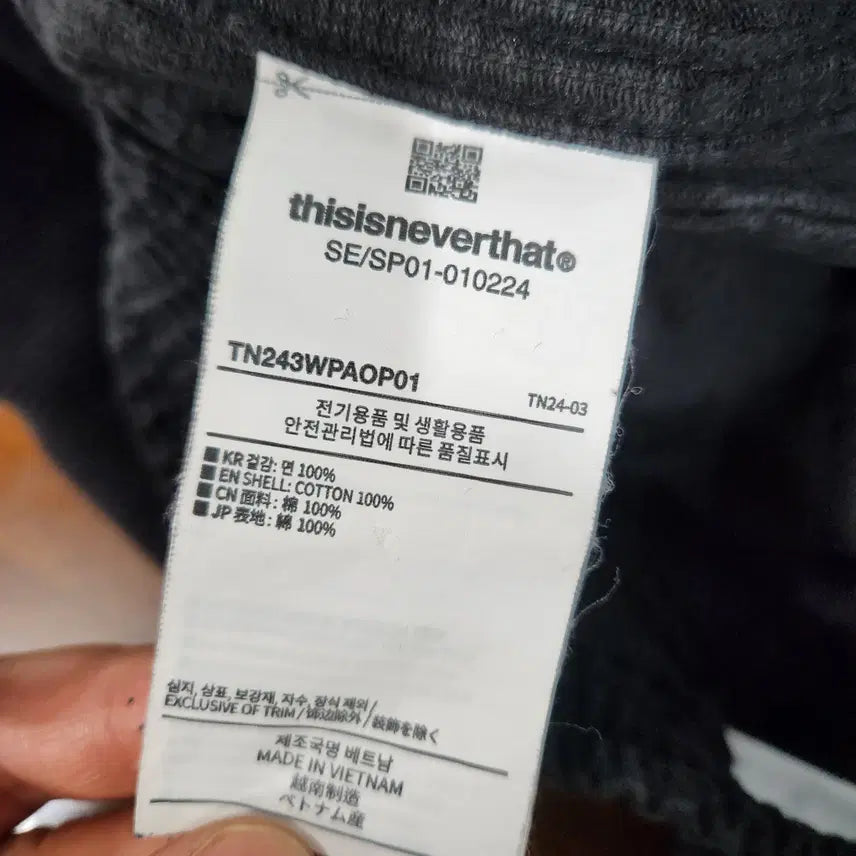 thisisneverthat®
SE/SP01-010224
TN243WPAOP01
TN24-03
전기용품 및 생활용품
안전관리법에 따른 품질표시
KR 겉감: 면 100%
EN SHELL: COTTON 100%
CN 面料: 綿 100%
JP 表地: 綿 100%
심지, 상표, 보강재, 자수, 장식 제외/
EXCLUSIVE OF TRIM/饰边除外/装飾を除く
제조국명 베트남
MADE IN VIETNAM
越南制造
ベトナム産